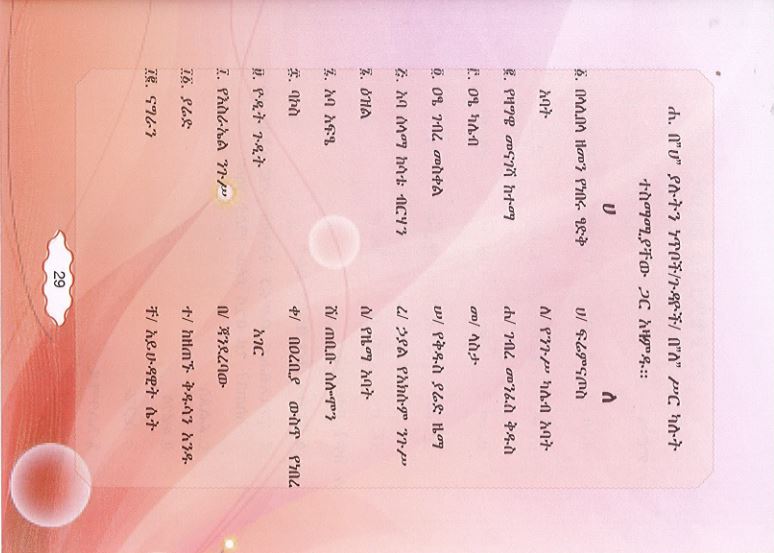 ሐ. በ"ሀ" ያሉትን ነጥቦች/ጉዳዮች/ በ"ለ" ሥር ካሉት
ተስማሚያቸው ጋር አዛምዱ፡፡
ሀ ለ
፩. በላሊበላ ዘመን የነበሩ ፃድቅ ሀ/ ፍሬምናጦስ
አባት ለ/ የንጉሥ ካሌብ አባት
፪. የዛግዌ መናገሻ ከተማ ሐ/ ገብረ መንፈስ ቅዱስ
፫. ዐፄ ካሌብ መ/ ላስታ
፬. ዐፄ ገብረ መስቀል ሠ/ የቅዱስ ያሬድ ዜማ
፭. አባ ሰላማ ከሳቴ ብርሃን ረ/ ኃያል የአክሱም ንጉሥ
፮. ዕዝል ሰ/ የዜማ አባት
፯. አባ አፍፄ ሸ/ ጠቢቡ ሰሎሞን
፰. ባኮስ ቀ/ በዐረቢያ ውስጥ የነበረ
፱. ዮዲት ጉዲት አገር
፲. የእስራኤል ንጉሥ በ/ ጃንደረባው
፲፩. ያሬድ ተ/ ከዘጠኙ ቅዱሳን አንዱ
፲፪. ናግራን ቸ/ አይሁዳዊት ሴት
29